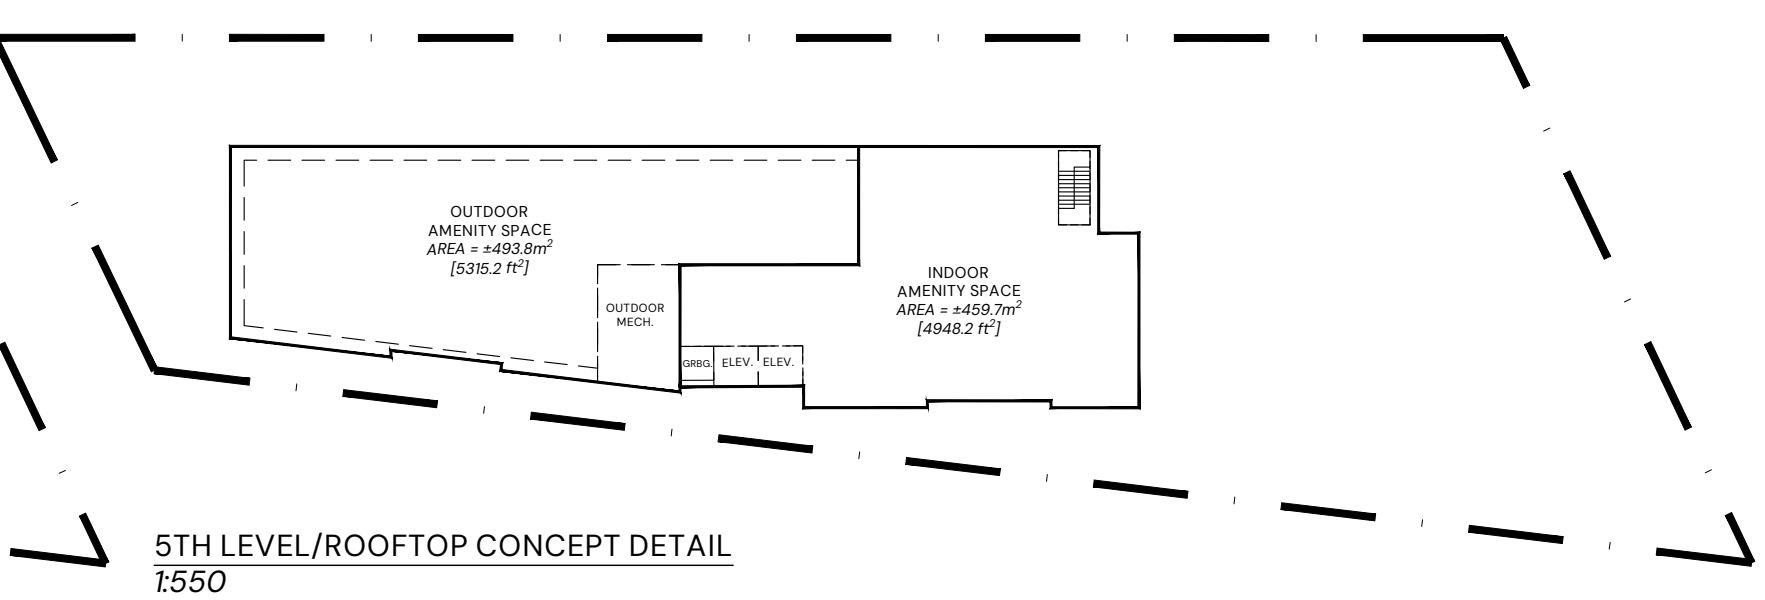 OUTDOOR
AMENITY SPACE
AREA = ±493.8m²
[5315.2 ft²]
OUTDOOR
MECH.
INDOOR
AMENITY SPACE
AREA = ±459.7m²
[4948.2 ft²]
GRBG.
ELEV.
ELEV.
5TH LEVEL/ROOFTOP CONCEPT DETAIL
1:550